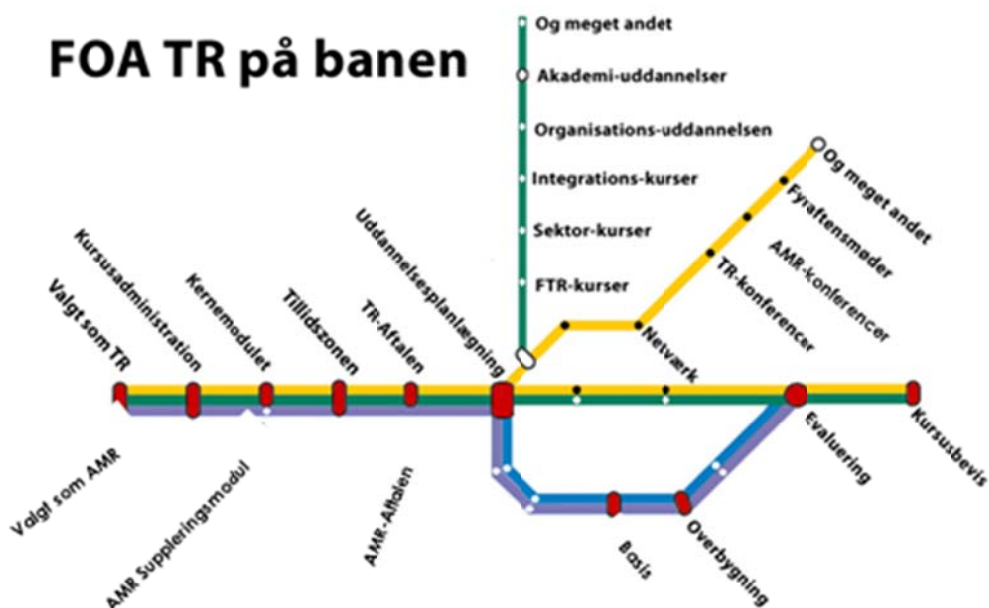 FOA TR på banen
Og meget andet
Akademi-uddannelser
Organisations-uddannelsen
Integrations-kurser
Sektor-kurser
FTR-kurser
Og meget andet
Fyraftensmøder
AMR-konferencer
TR-konferencer
Netværk
Valgt som TR
Kursusadministration
Kernemodulet
Tillidszonen
TR-Aftalen
Uddannelsesplanlægning
Valgt som AMR
AMR Suppleringsmodul
AMR-Aftalen
Basis
Overbygning
Evaluering
Kursusbevis